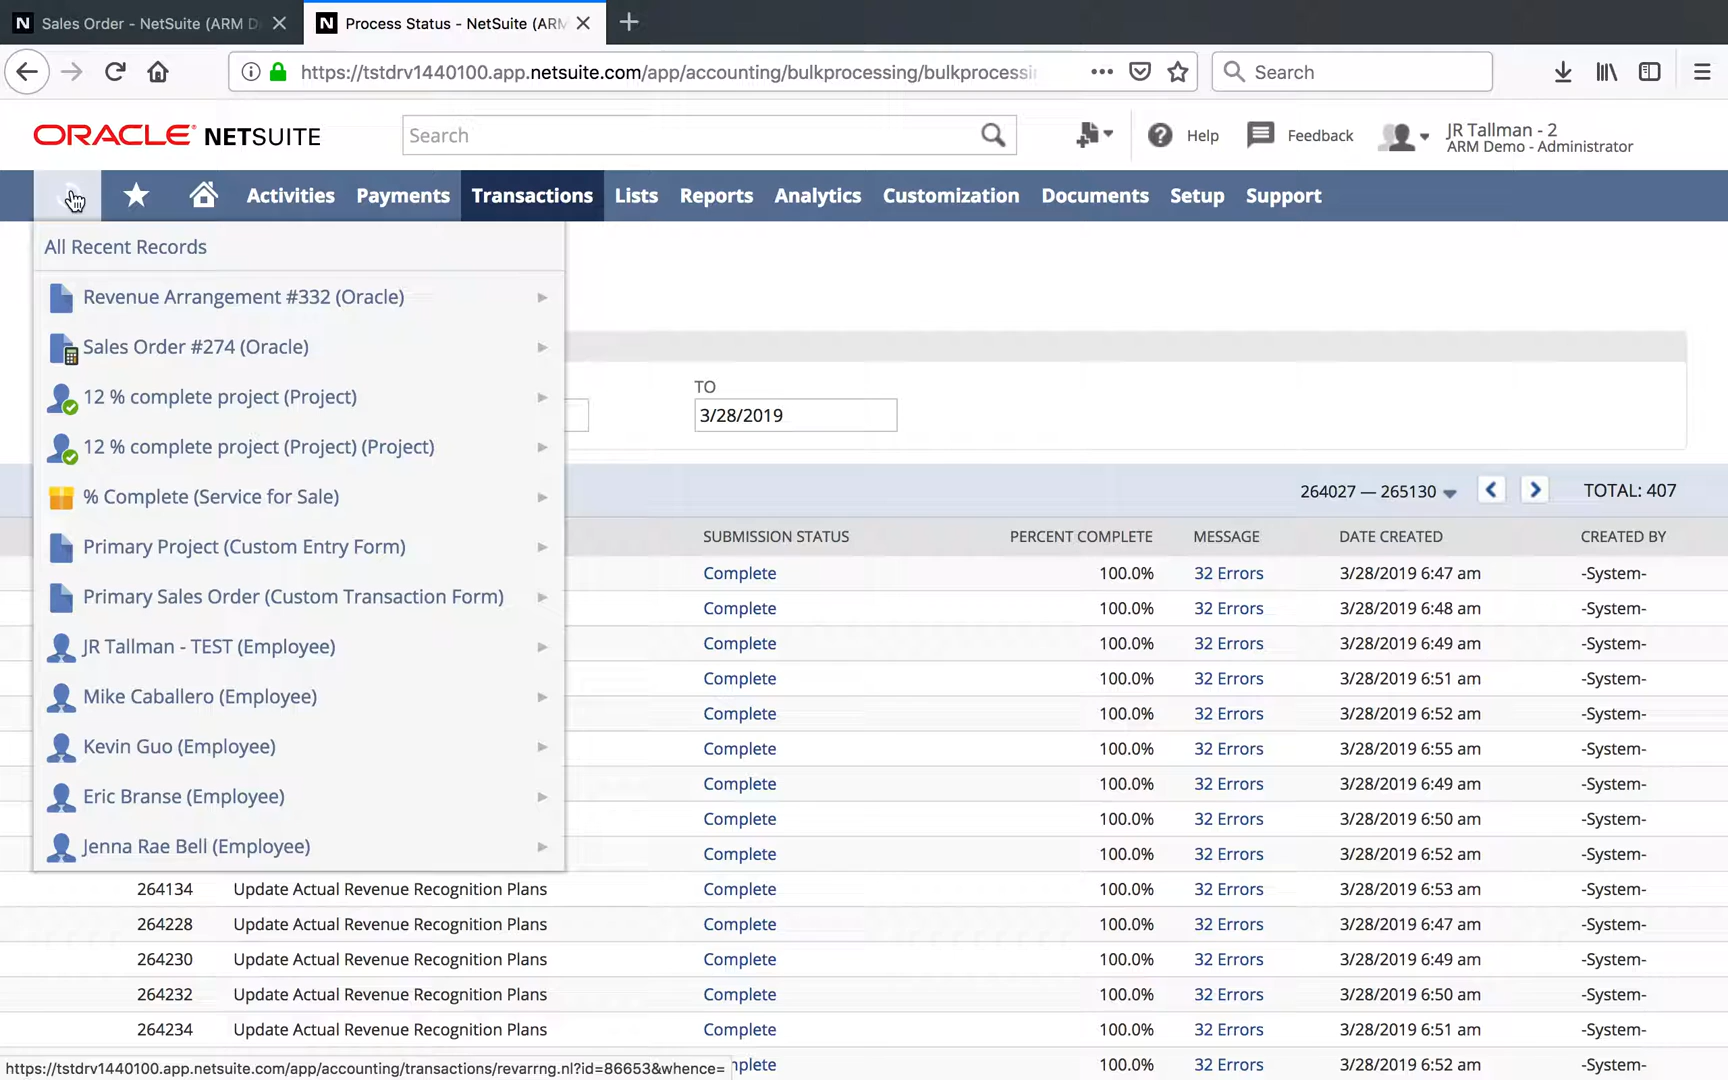 Sales Order - NetSuite (ARM D
Process Status - NetSuite (ARM
https://tstdrv1440100.app.netsuite.com/app/accounting/bulkprocessing/bulkprocessi
Search
ORACLE NETSUITE
Search
Help
Feedback
JR Tallman - 2
ARM Demo - Administrator
Activities Payments Transactions Lists Reports Analytics Customization Documents Setup Support
All Recent Records
Revenue Arrangement #332 (Oracle)
Sales Order #274 (Oracle)
12 % complete project (Project)
12 % complete project (Project) (Project)
% Complete (Service for Sale)
Primary Project (Custom Entry Form)
Primary Sales Order (Custom Transaction Form)
JR Tallman - TEST (Employee)
Mike Caballero (Employee)
Kevin Guo (Employee)
Eric Branse (Employee)
Jenna Rae Bell (Employee)
TO
3/28/2019
264027 — 265130
TOTAL: 407
SUBMISSION STATUS PERCENT COMPLETE MESSAGE DATE CREATED CREATED BY
Complete 100.0% 32 Errors 3/28/2019 6:47 am -System-
Complete 100.0% 32 Errors 3/28/2019 6:48 am -System-
Complete 100.0% 32 Errors 3/28/2019 6:49 am -System-
Complete 100.0% 32 Errors 3/28/2019 6:51 am -System-
Complete 100.0% 32 Errors 3/28/2019 6:52 am -System-
Complete 100.0% 32 Errors 3/28/2019 6:55 am -System-
Complete 100.0% 32 Errors 3/28/2019 6:49 am -System-
Complete 100.0% 32 Errors 3/28/2019 6:50 am -System-
Complete 100.0% 32 Errors 3/28/2019 6:52 am -System-
264134 Update Actual Revenue Recognition Plans Complete 100.0% 32 Errors 3/28/2019 6:53 am -System-
264228 Update Actual Revenue Recognition Plans Complete 100.0% 32 Errors 3/28/2019 6:47 am -System-
264230 Update Actual Revenue Recognition Plans Complete 100.0% 32 Errors 3/28/2019 6:49 am -System-
264232 Update Actual Revenue Recognition Plans Complete 100.0% 32 Errors 3/28/2019 6:50 am -System-
264234 Update Actual Revenue Recognition Plans Complete 100.0% 32 Errors 3/28/2019 6:51 am -System-
https://tstdrv1440100.app.netsuite.com/app/accounting/transactions/revarrng.nl?id=86653&whence= mplete 100.0% 32 Errors 3/28/2019 6:52 am -System-